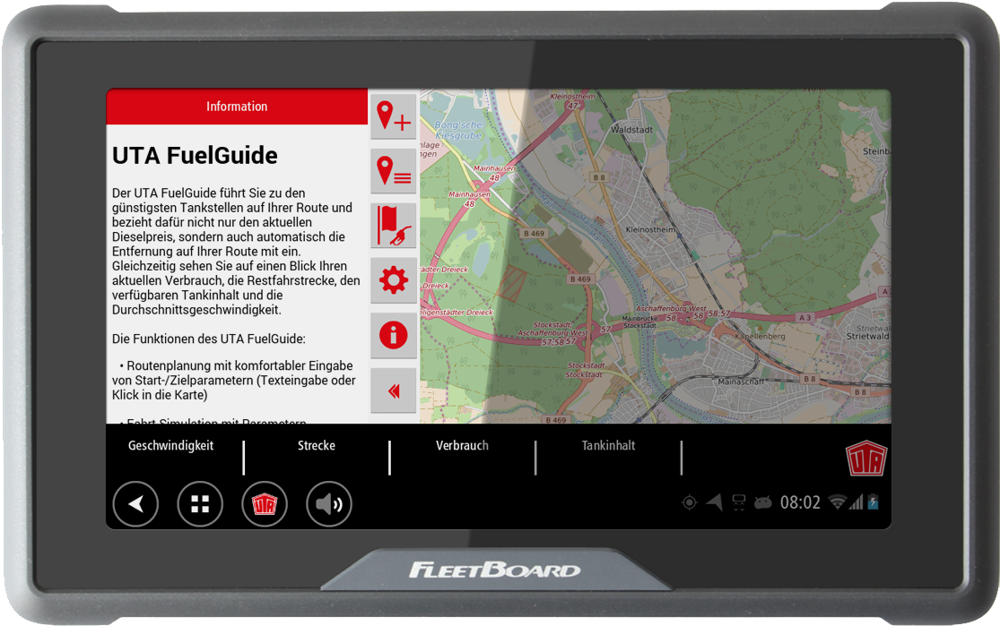 Information
UTA FuelGuide
Der UTA FuelGuide führt Sie zu den
günstigsten Tankstellen auf Ihrer Route und
bezieht dafür nicht nur den aktuellen
Dieselpreis, sondern auch automatisch die
Entfernung auf Ihrer Route mit ein.
Gleichzeitig sehen Sie auf einen Blick Ihren
aktuellen Verbrauch, die Restfahrstrecke, den
verfügbaren Tankinhalt und die
Durchschnittsgeschwindigkeit.
Die Funktionen des UTA FuelGuide:
• Routenplanung mit komfortabler Eingabe
von Start-/Zielparametern (Texteingabe oder
Klick in die Karte)
• Fahrt Simulation mit Parametern
Kleinostheim
47
Bong'sche
Kiesgrube
Waldstadt
Mainhausen
48
B 8
Mainhausen
48
B 469
Kleinostheim
B 469
Dreieck
A 3
Aschaffenburg-West
58 58;57
Mainbrücke
Stockstadt
Stockstadt
Aschaffenburg-West
57;58 57
57
Kapellenberg
Strietwald
Stockstadt
Stockstadt
Mainaschaff
B 8
B 8
B 469
Geschwindigkeit
Strecke
Verbrauch
Tankinhalt
UTA
UTA
08:02
FLEETBOARD